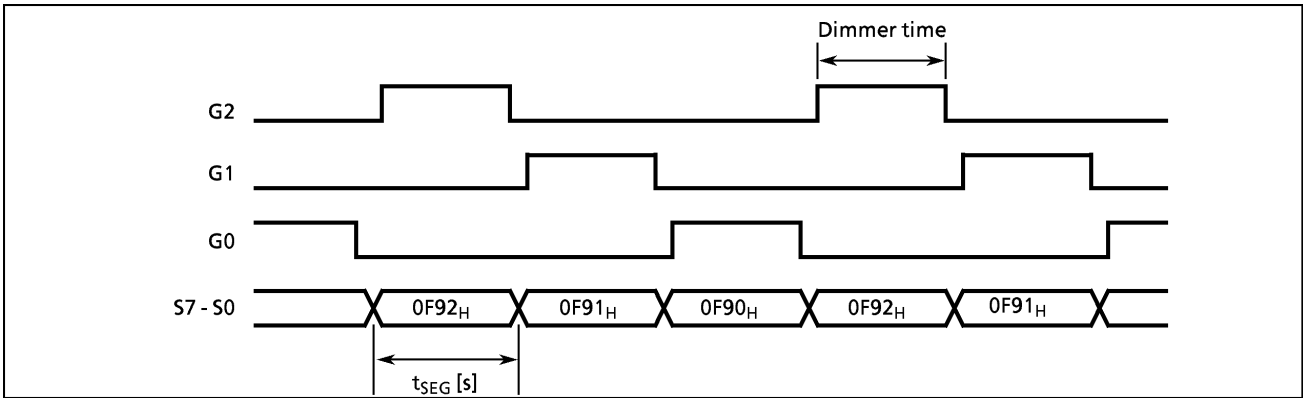 Dimmer time
G2
G1
G0
S7 - S0 0F92H 0F91H 0F90H 0F92H 0F91H
tSEG [s]